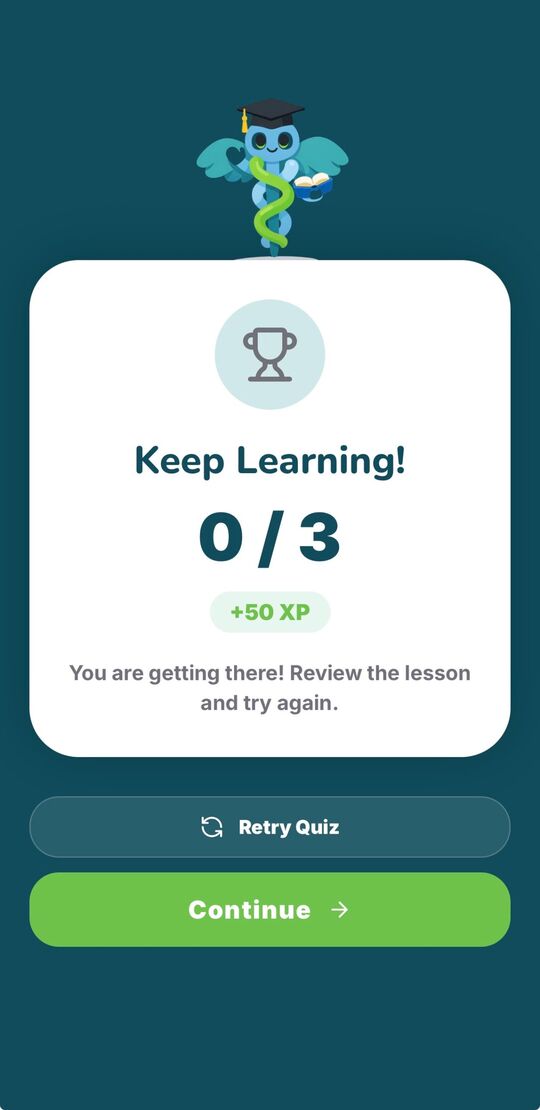 Keep Learning!
0 / 3
+50 XP
You are getting there! Review the lesson
and try again.
Retry Quiz
Continue